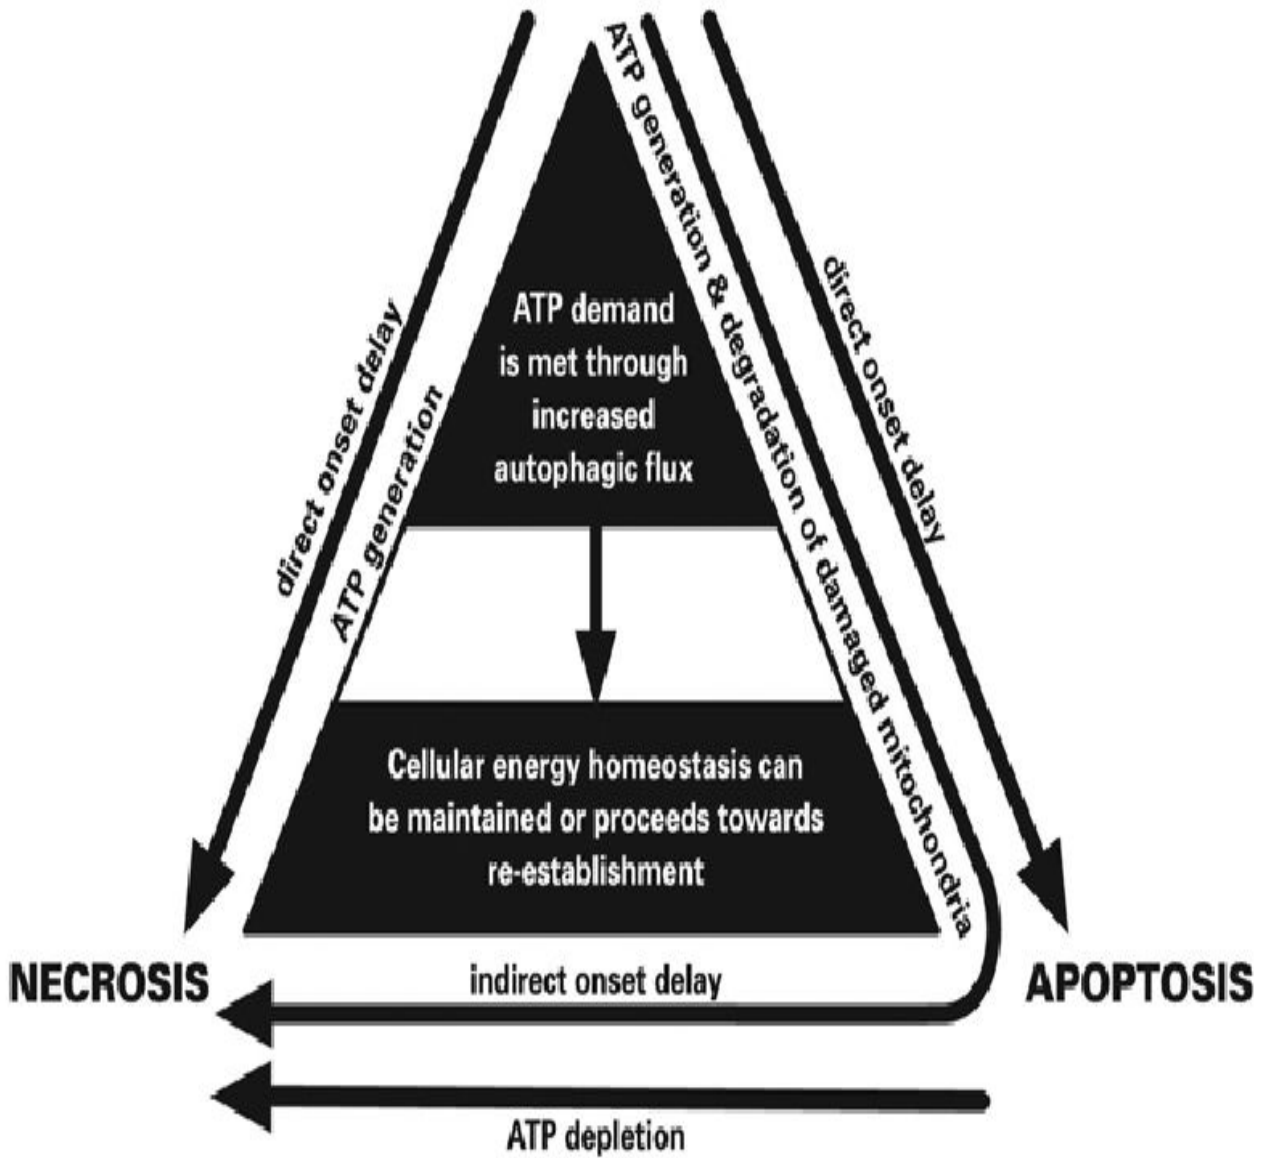 ATP generation & degradation of damaged mitochondria
direct onset delay
direct onset delay
ATP generation
ATP demand
is met through
increased
autophagic flux
Cellular energy homeostasis can
be maintained or proceeds towards
re-establishment
NECROSIS
indirect onset delay
APOPTOSIS
ATP depletion